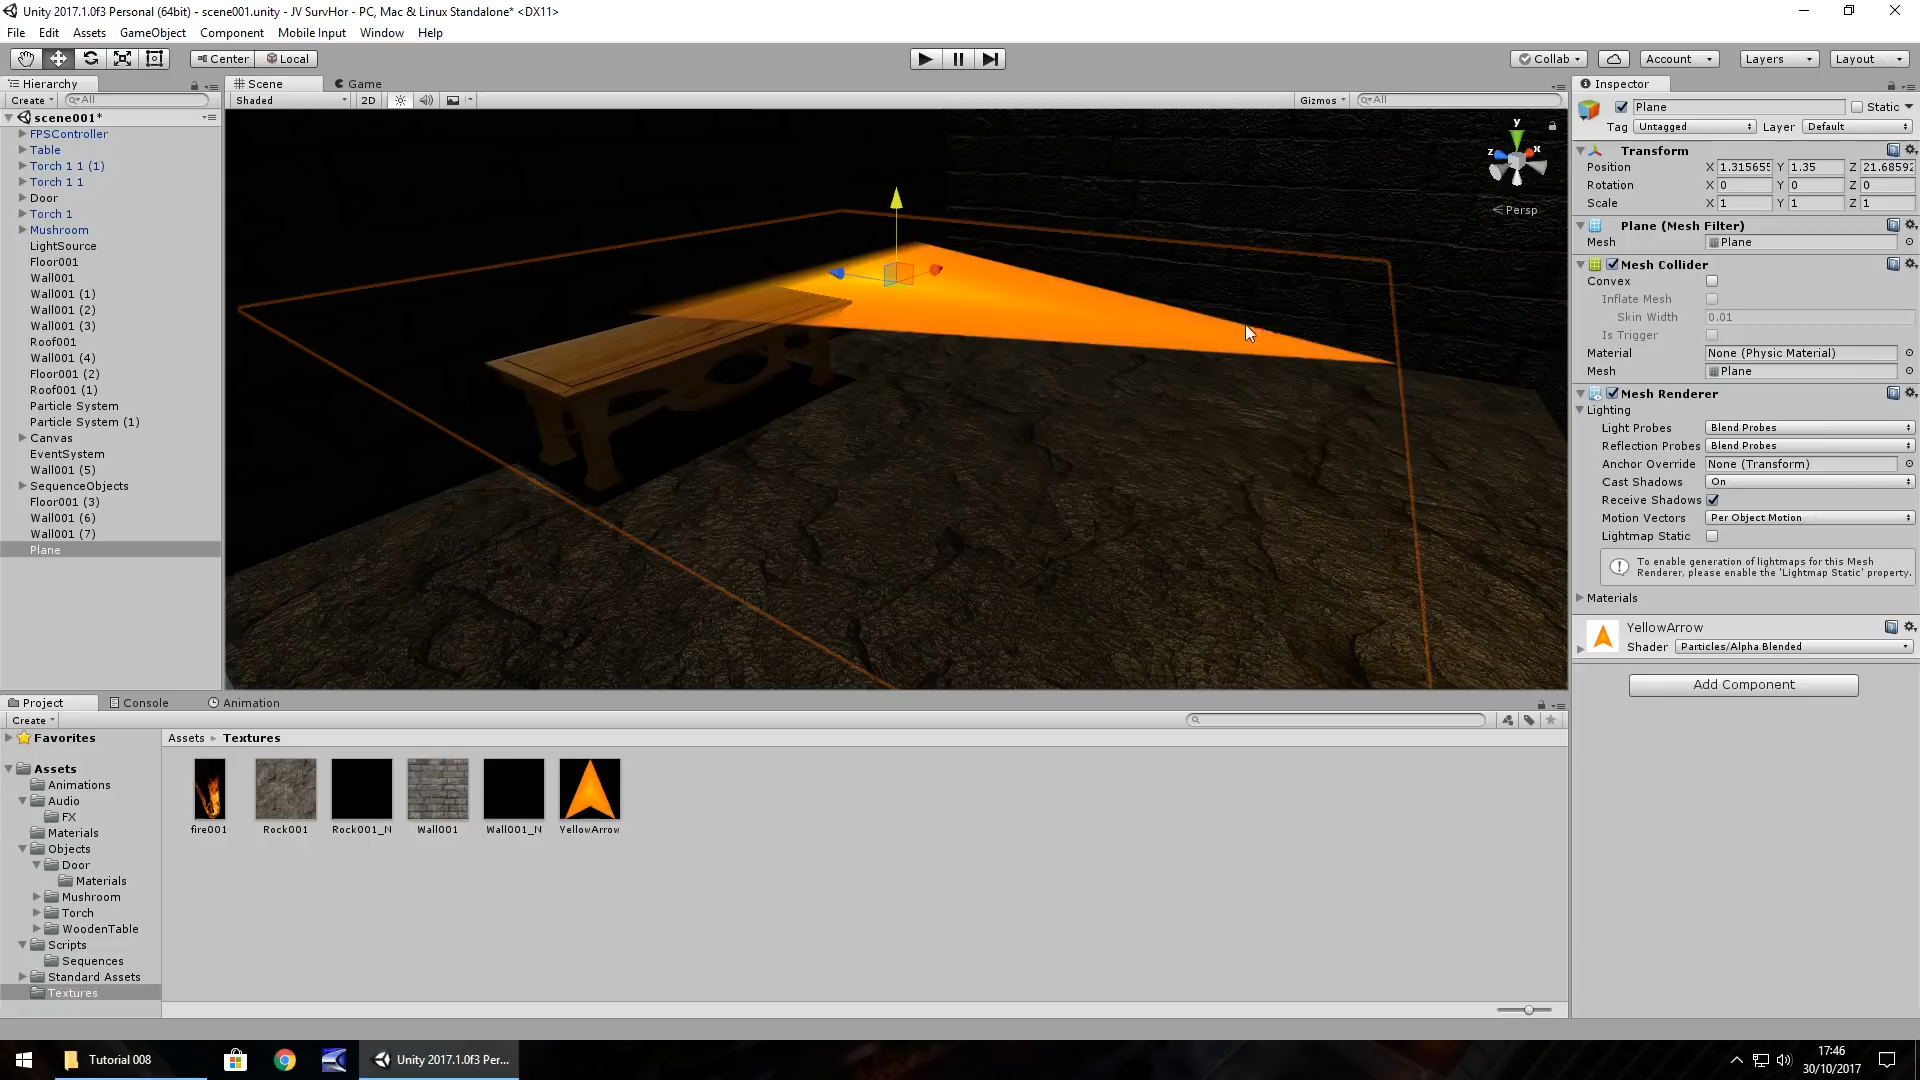 Unity 2017.1.0f3 Personal (64bit) - scene001.unity - JV SurvHor - PC, Mac & Linux Standalone* <DX11>
File Edit Assets GameObject Component Mobile Input Window Help
Center Local Collab Account Layers Layout
Hierarchy
Create All
scene001*
FPSController
Table
Torch 1 1 (1)
Torch 1 1
Door
Torch 1
Mushroom
LightSource
Floor001
Wall001
Wall001 (1)
Wall001 (2)
Wall001 (3)
Roof001
Wall001 (4)
Floor001 (2)
Roof001 (1)
Particle System
Particle System (1)
Canvas
EventSystem
Wall001 (5)
SequenceObjects
Floor001 (3)
Wall001 (6)
Wall001 (7)
Plane
Scene Game
Shaded 2D Gizmos All
y
z x
Persp
Inspector
Plane Static
Tag Untagged Layer Default
Transform
Position X 1.315655 Y 1.35 Z 21.68592
Rotation X 0 Y 0 Z 0
Scale X 1 Y 1 Z 1
Plane (Mesh Filter)
Mesh Plane
Mesh Collider
Convex
Inflate Mesh
Skin Width 0.01
Is Trigger
Material None (Physic Material)
Mesh Plane
Mesh Renderer
Lighting
Light Probes Blend Probes
Reflection Probes Blend Probes
Anchor Override None (Transform)
Cast Shadows On
Receive Shadows
Motion Vectors Per Object Motion
Lightmap Static
To enable generation of lightmaps for this Mesh
Renderer, please enable the 'Lightmap Static' property.
Materials
YellowArrow
Shader Particles/Alpha Blended
Add Component
Project Console Animation
Create
Favorites
Assets
Animations
Audio
FX
Materials
Objects
Door
Materials
Mushroom
Torch
WoodenTable
Scripts
Sequences
Standard Assets
Textures
Assets Textures
fire001 Rock001 Rock001_N Wall001 Wall001_N YellowArrow
Tutorial 008
Unity 2017.1.0f3 Per...
17:46
30/10/2017